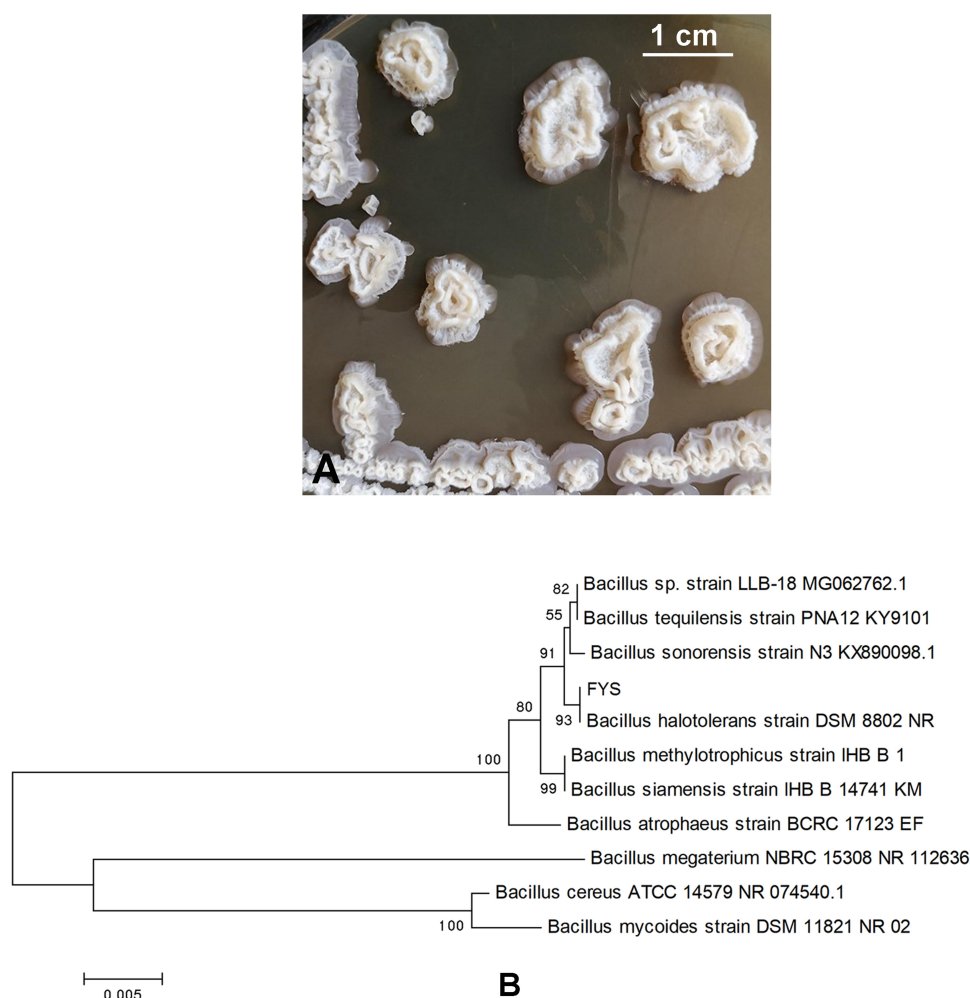 1 cm
A
82
Bacillus sp. strain LLB-18 MG062762.1
55
Bacillus tequilensis strain PNA12 KY9101
91
Bacillus sonorensis strain N3 KX890098.1
FYS
80
93
Bacillus halotolerans strain DSM 8802 NR
100
Bacillus methylotrophicus strain IHB B 1
99
Bacillus siamensis strain IHB B 14741 KM
Bacillus atrophaeus strain BCRC 17123 EF
Bacillus megaterium NBRC 15308 NR 112636
Bacillus cereus ATCC 14579 NR 074540.1
100
Bacillus mycoides strain DSM 11821 NR 02
0.005
B